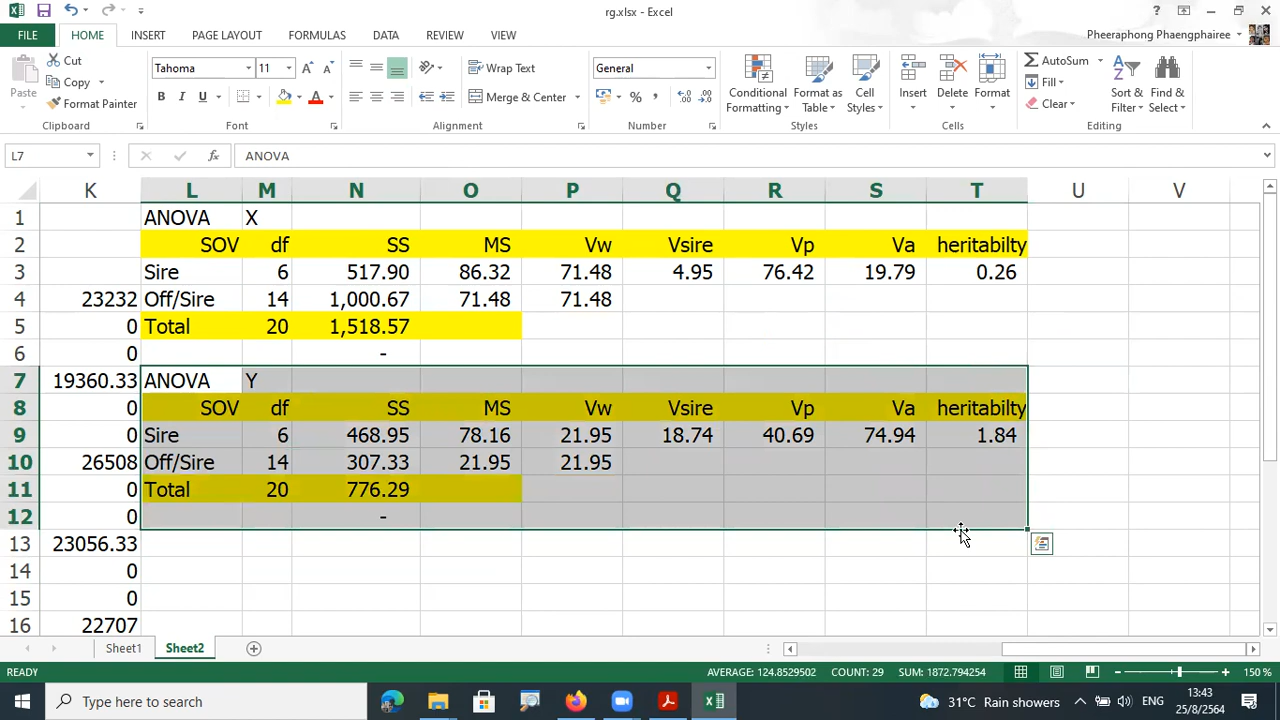 rg.xlsx - Excel
FILE HOME INSERT PAGE LAYOUT FORMULAS DATA REVIEW VIEW Pheeraphong Phaengphairee
Paste
Cut
Copy
Format Painter
Tahoma 11
B I U A
Wrap Text
Merge & Center
General
Conditional Formatting
Format as Table
Cell Styles
Insert
Delete
Format
AutoSum
Fill
Clear
Sort & Filter
Find & Select
Clipboard Font Alignment Number Styles Cells Editing
L7 fx ANOVA
K L M N O P Q R S T U V
1 ANOVA X
2 SOV df SS MS Vw Vsire Vp Va heritabilty
3 Sire 6 517.90 86.32 71.48 4.95 76.42 19.79 0.26
4 23232 Off/Sire 14 1,000.67 71.48 71.48
5 0 Total 20 1,518.57
6 0 -
7 19360.33 ANOVA Y
8 0 SOV df SS MS Vw Vsire Vp Va heritabilty
9 0 Sire 6 468.95 78.16 21.95 18.74 40.69 74.94 1.84
10 26508 Off/Sire 14 307.33 21.95 21.95
11 0 Total 20 776.29
12 0 -
13 23056.33
14 0
15 0
16 22707
Sheet1 Sheet2
READY AVERAGE: 124.8529502 COUNT: 29 SUM: 1872.794254 150 %
Type here to search 31°C Rain showers ENG 13:43
25/8/2564